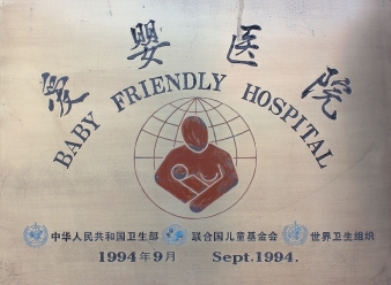 爱婴医院
BABY FRIENDLY HOSPITAL
中华人民共和国卫生部 联合国儿童基金会 世界卫生组织
1994年9月 Sept.1994.